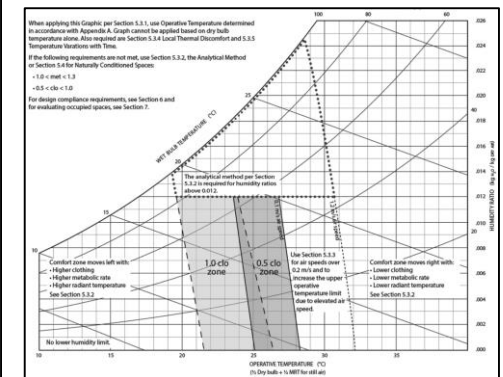 When applying this Graphic per Section 5.3.1, use Operative Temperature determined
in accordance with Appendix A. Graph cannot be applied based on dry bulb
temperature alone. Also required are Section 5.3.4 Local Thermal Discomfort and 5.3.5
Temperature Variations with Time.
If the following requirements are not met, use Section 5.3.2, the Analytical Method
or Section 5.4 for Naturally Conditioned Spaces:
• 1.0 < met < 1.3
• 0.5 < clo < 1.0
For design compliance requirements, see Section 6 and
for evaluating occupied spaces, see Section 7.
100
80
60
40
20
.026
.024
.022
.020
.018
.016
.014
.012
.010
.008
.006
.004
.002
.000
HUMIDITY RATIO (kg H₂O / kg per air)
WET BULB TEMPERATURE (°C)
25
20
15
10
The analytical method per Section
5.3.2 is required for humidity ratios
above 0.012.
1.0 clo
zone
0.5 clo
zone
Use Section 5.3.3
for air speeds over
0.2 m/s and to
increase the upper
operative
temperature limit
due to elevated air
speed.
Comfort zone moves left with:
• Higher clothing
• Higher metabolic rate
• Higher radiant temperature
See Section 5.3.2
Comfort zone moves right with:
• Lower clothing
• Lower metabolic rate
• Lower radiant temperature
See Section 5.3.2
No lower humidity limit.
10
20
25
30
35
OPERATIVE TEMPERATURE (°C)
(½ Dry bulb + ½ MRT for still air)